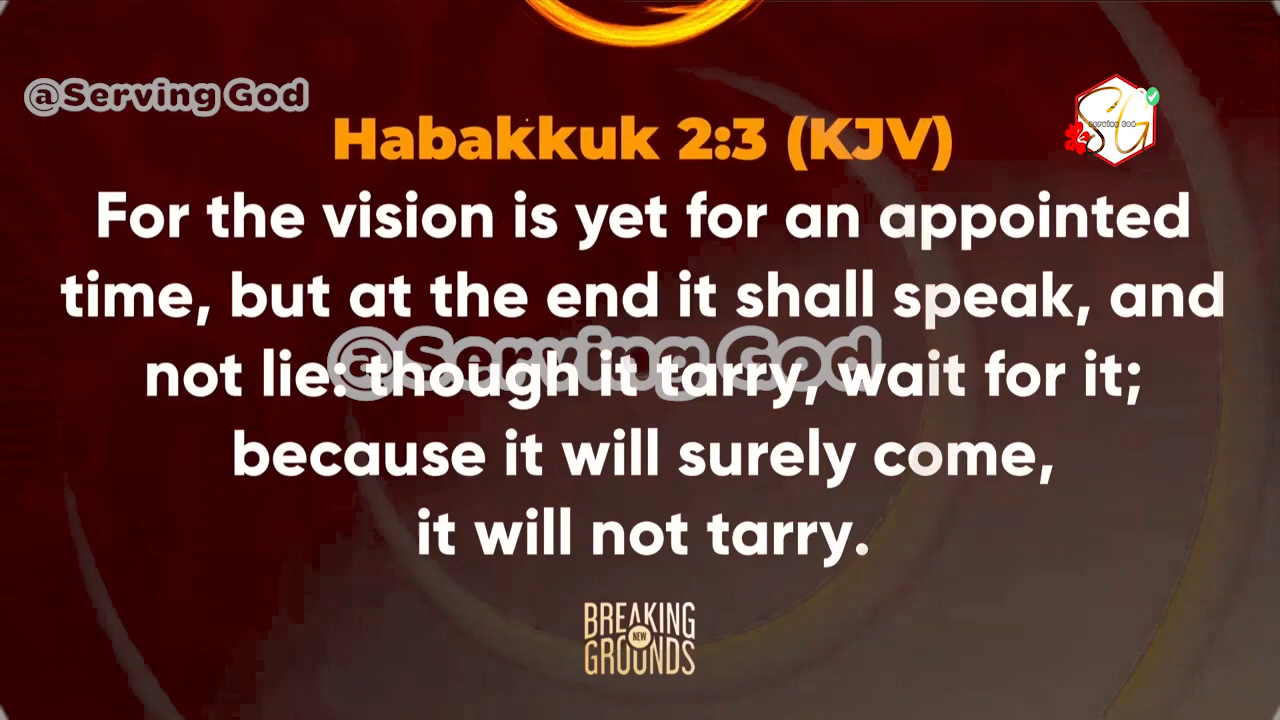 @Serving God
Serving God
Habakkuk 2:3 (KJV)
For the vision is yet for an appointed
time, but at the end it shall speak, and
@Serving God
not lie: though it tarry, wait for it;
because it will surely come,
it will not tarry.
BREAKING
NEW
GROUNDS